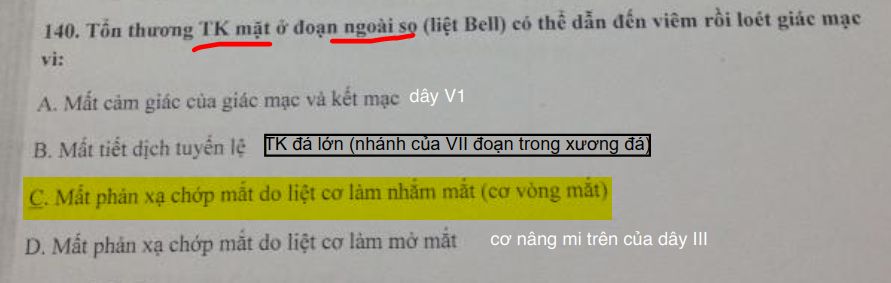 140. Tổn thương TK mặt ở đoạn ngoài sọ (liệt Bell) có thể dẫn đến viêm rồi loét giác mạc
vì:
A. Mất cảm giác của giác mạc và kết mạc dây V1
B. Mất tiết dịch tuyến lệ TK đá lớn (nhánh của VII đoạn trong xương đá)
C. Mất phản xạ chớp mắt do liệt cơ làm nhắm mắt (cơ vòng mắt)
D. Mất phản xạ chớp mắt do liệt cơ làm mở mắt cơ nâng mi trên của dây III